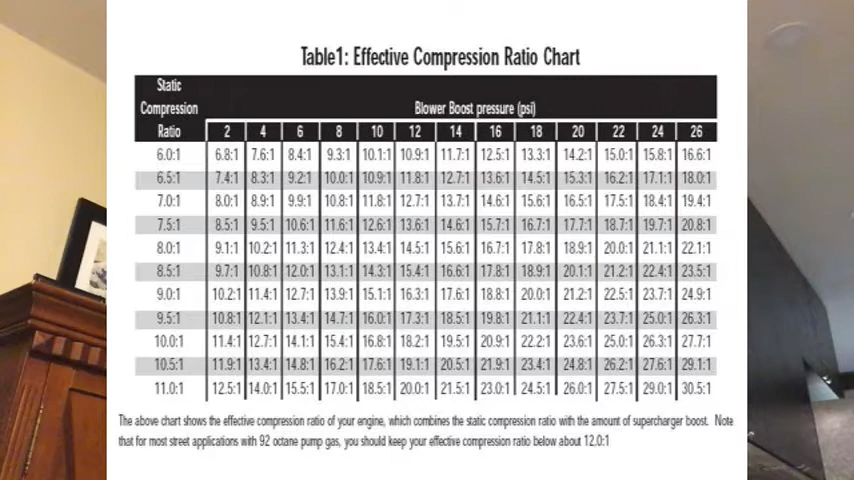 Table1: Effective Compression Ratio Chart
Static
Compression Blower Boost pressure (psi)
Ratio 2 4 6 8 10 12 14 16 18 20 22 24 26
6.0:1 6.8:1 7.6:1 8.4:1 9.3:1 10.1:1 10.9:1 11.7:1 12.5:1 13.3:1 14.2:1 15.0:1 15.8:1 16.6:1
6.5:1 7.4:1 8.3:1 9.2:1 10.0:1 10.9:1 11.8:1 12.7:1 13.6:1 14.5:1 15.3:1 16.2:1 17.1:1 18.0:1
7.0:1 8.0:1 8.9:1 9.9:1 10.8:1 11.8:1 12.7:1 13.7:1 14.6:1 15.6:1 16.5:1 17.5:1 18.4:1 19.4:1
7.5:1 8.5:1 9.5:1 10.6:1 11.6:1 12.6:1 13.6:1 14.6:1 15.7:1 16.7:1 17.7:1 18.7:1 19.7:1 20.8:1
8.0:1 9.1:1 10.2:1 11.3:1 12.4:1 13.4:1 14.5:1 15.6:1 16.7:1 17.8:1 18.9:1 20.0:1 21.1:1 22.1:1
8.5:1 9.7:1 10.8:1 12.0:1 13.1:1 14.3:1 15.4:1 16.6:1 17.8:1 18.9:1 20.1:1 21.2:1 22.4:1 23.5:1
9.0:1 10.2:1 11.4:1 12.7:1 13.9:1 15.1:1 16.3:1 17.6:1 18.8:1 20.0:1 21.2:1 22.5:1 23.7:1 24.9:1
9.5:1 10.8:1 12.1:1 13.4:1 14.7:1 16.0:1 17.3:1 18.5:1 19.8:1 21.1:1 22.4:1 23.7:1 25.0:1 26.3:1
10.0:1 11.4:1 12.7:1 14.1:1 15.4:1 16.8:1 18.2:1 19.5:1 20.9:1 22.2:1 23.6:1 25.0:1 26.3:1 27.7:1
10.5:1 11.9:1 13.4:1 14.8:1 16.2:1 17.6:1 19.1:1 20.5:1 21.9:1 23.4:1 24.8:1 26.2:1 27.6:1 29.1:1
11.0:1 12.5:1 14.0:1 15.5:1 17.0:1 18.5:1 20.0:1 21.5:1 23.0:1 24.5:1 26.0:1 27.5:1 29.0:1 30.5:1
The above chart shows the effective compression ratio of your engine, which combines the static compression ratio with the amount of supercharger boost. Note
that for most street applications with 92 octane pump gas, you should keep your effective compression ratio below about 12.0:1